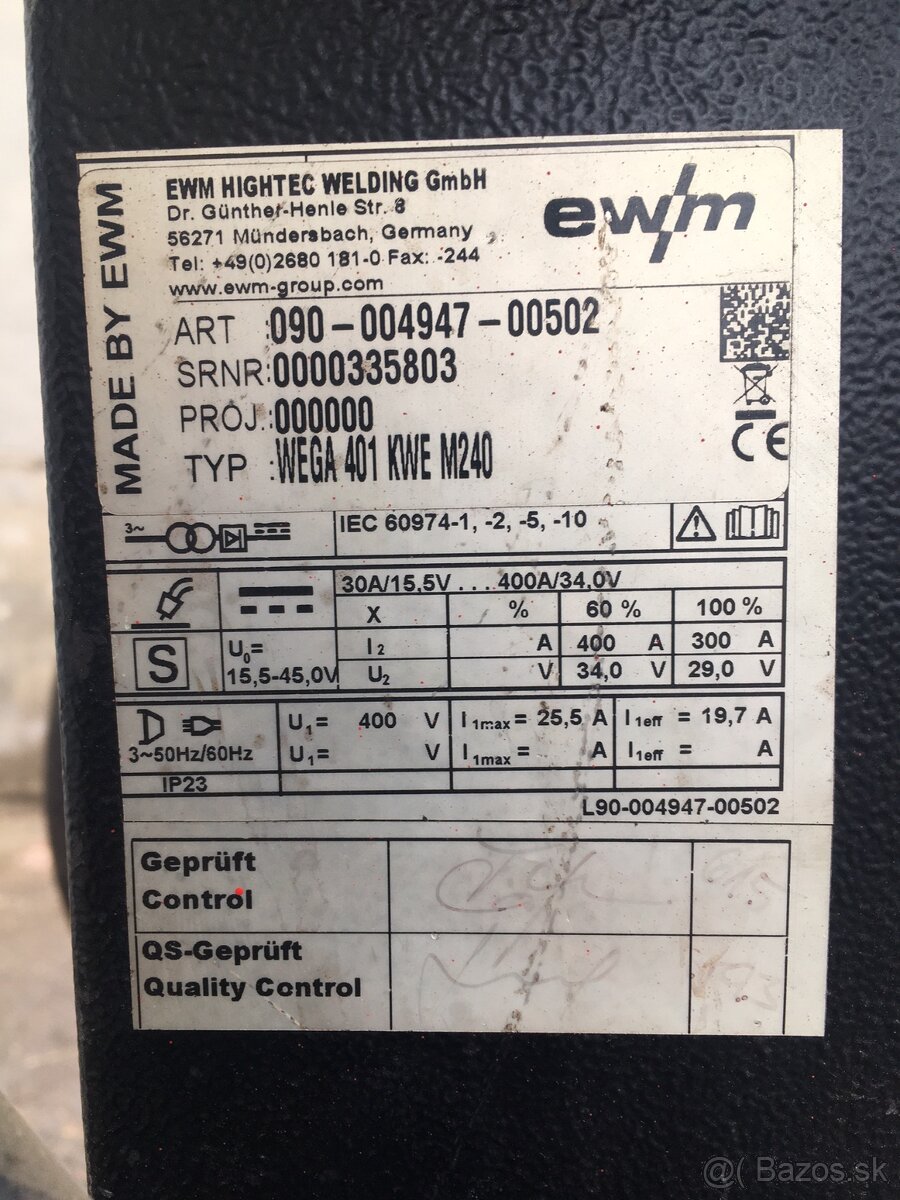 MADE BY EWM
EWM HIGHTEC WELDING GmbH
Dr. Günther-Henle Str. 8
56271 Mündersbach, Germany
Tel: +49(0)2680 181-0 Fax: -244
www.ewm-group.com
ewm
ART :090-004947-00502
SRNR:0000335803
PROJ.:000000
TYP :WEGA 401 KWE M240
CE
3~
IEC 60974-1, -2, -5, -10
30A/15,5V . . . 400A/34,0V
X % 60 % 100 %
S
U0=
15,5-45,0V
I2 A 400 A 300 A
U2 V 34,0 V 29,0 V
3~50Hz/60Hz
U1= 400 V I1max = 25,5 A I1eff = 19,7 A
U1= V I1max = A I1eff = A
IP23
L90-004947-00502
Geprüft
Control
QS-Geprüft
Quality Control
@( Bazos.sk